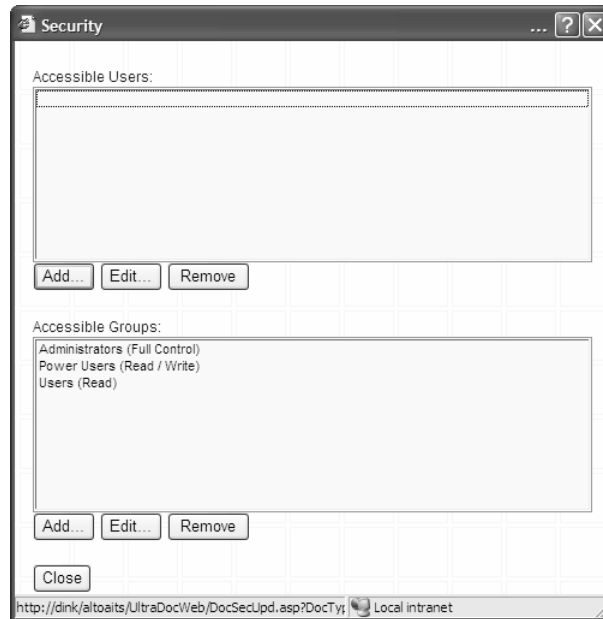 Security
... ? X
Accessible Users:
Add... Edit... Remove
Accessible Groups:
Administrators (Full Control)
Power Users (Read / Write)
Users (Read)
Add... Edit... Remove
Close
http://dink/altoaits/UltraDocWeb/DocSecUpd.asp?DocTyp Local intranet